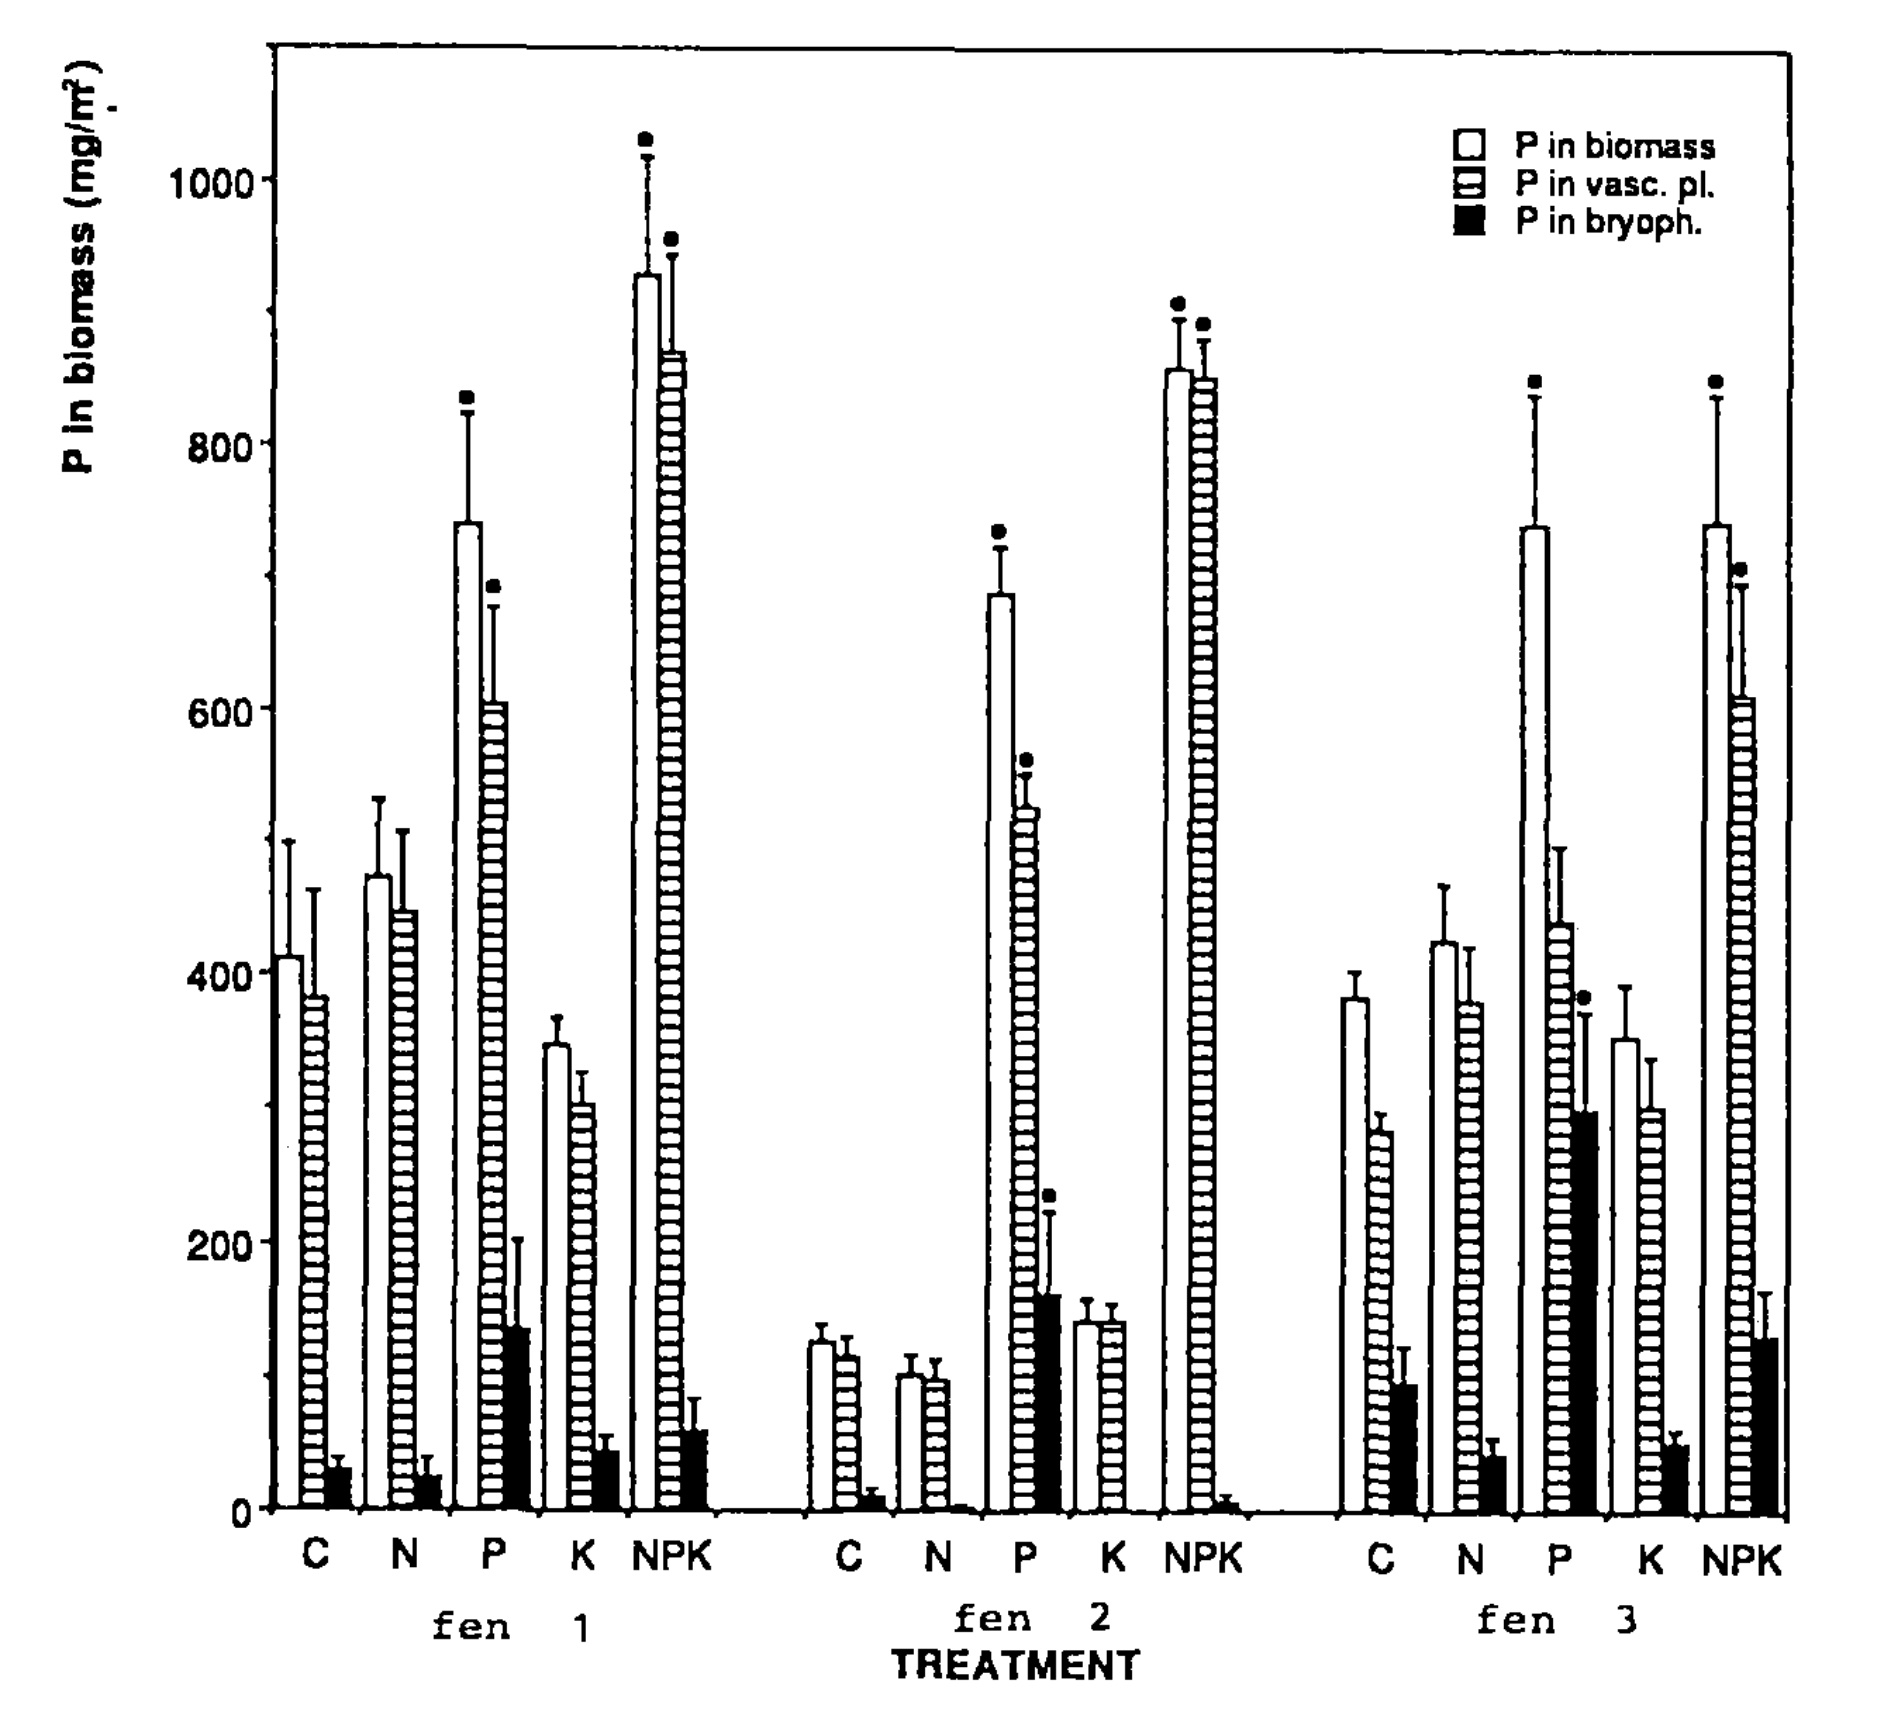 P in biomass (mg/m²)
1000
800
600
400
200
0
P in biomass
P in vasc. pl.
P in bryoph.
C N P K NPK C N P K NPK C N P K NPK
fen 1 fen 2 fen 3
TREATMENT